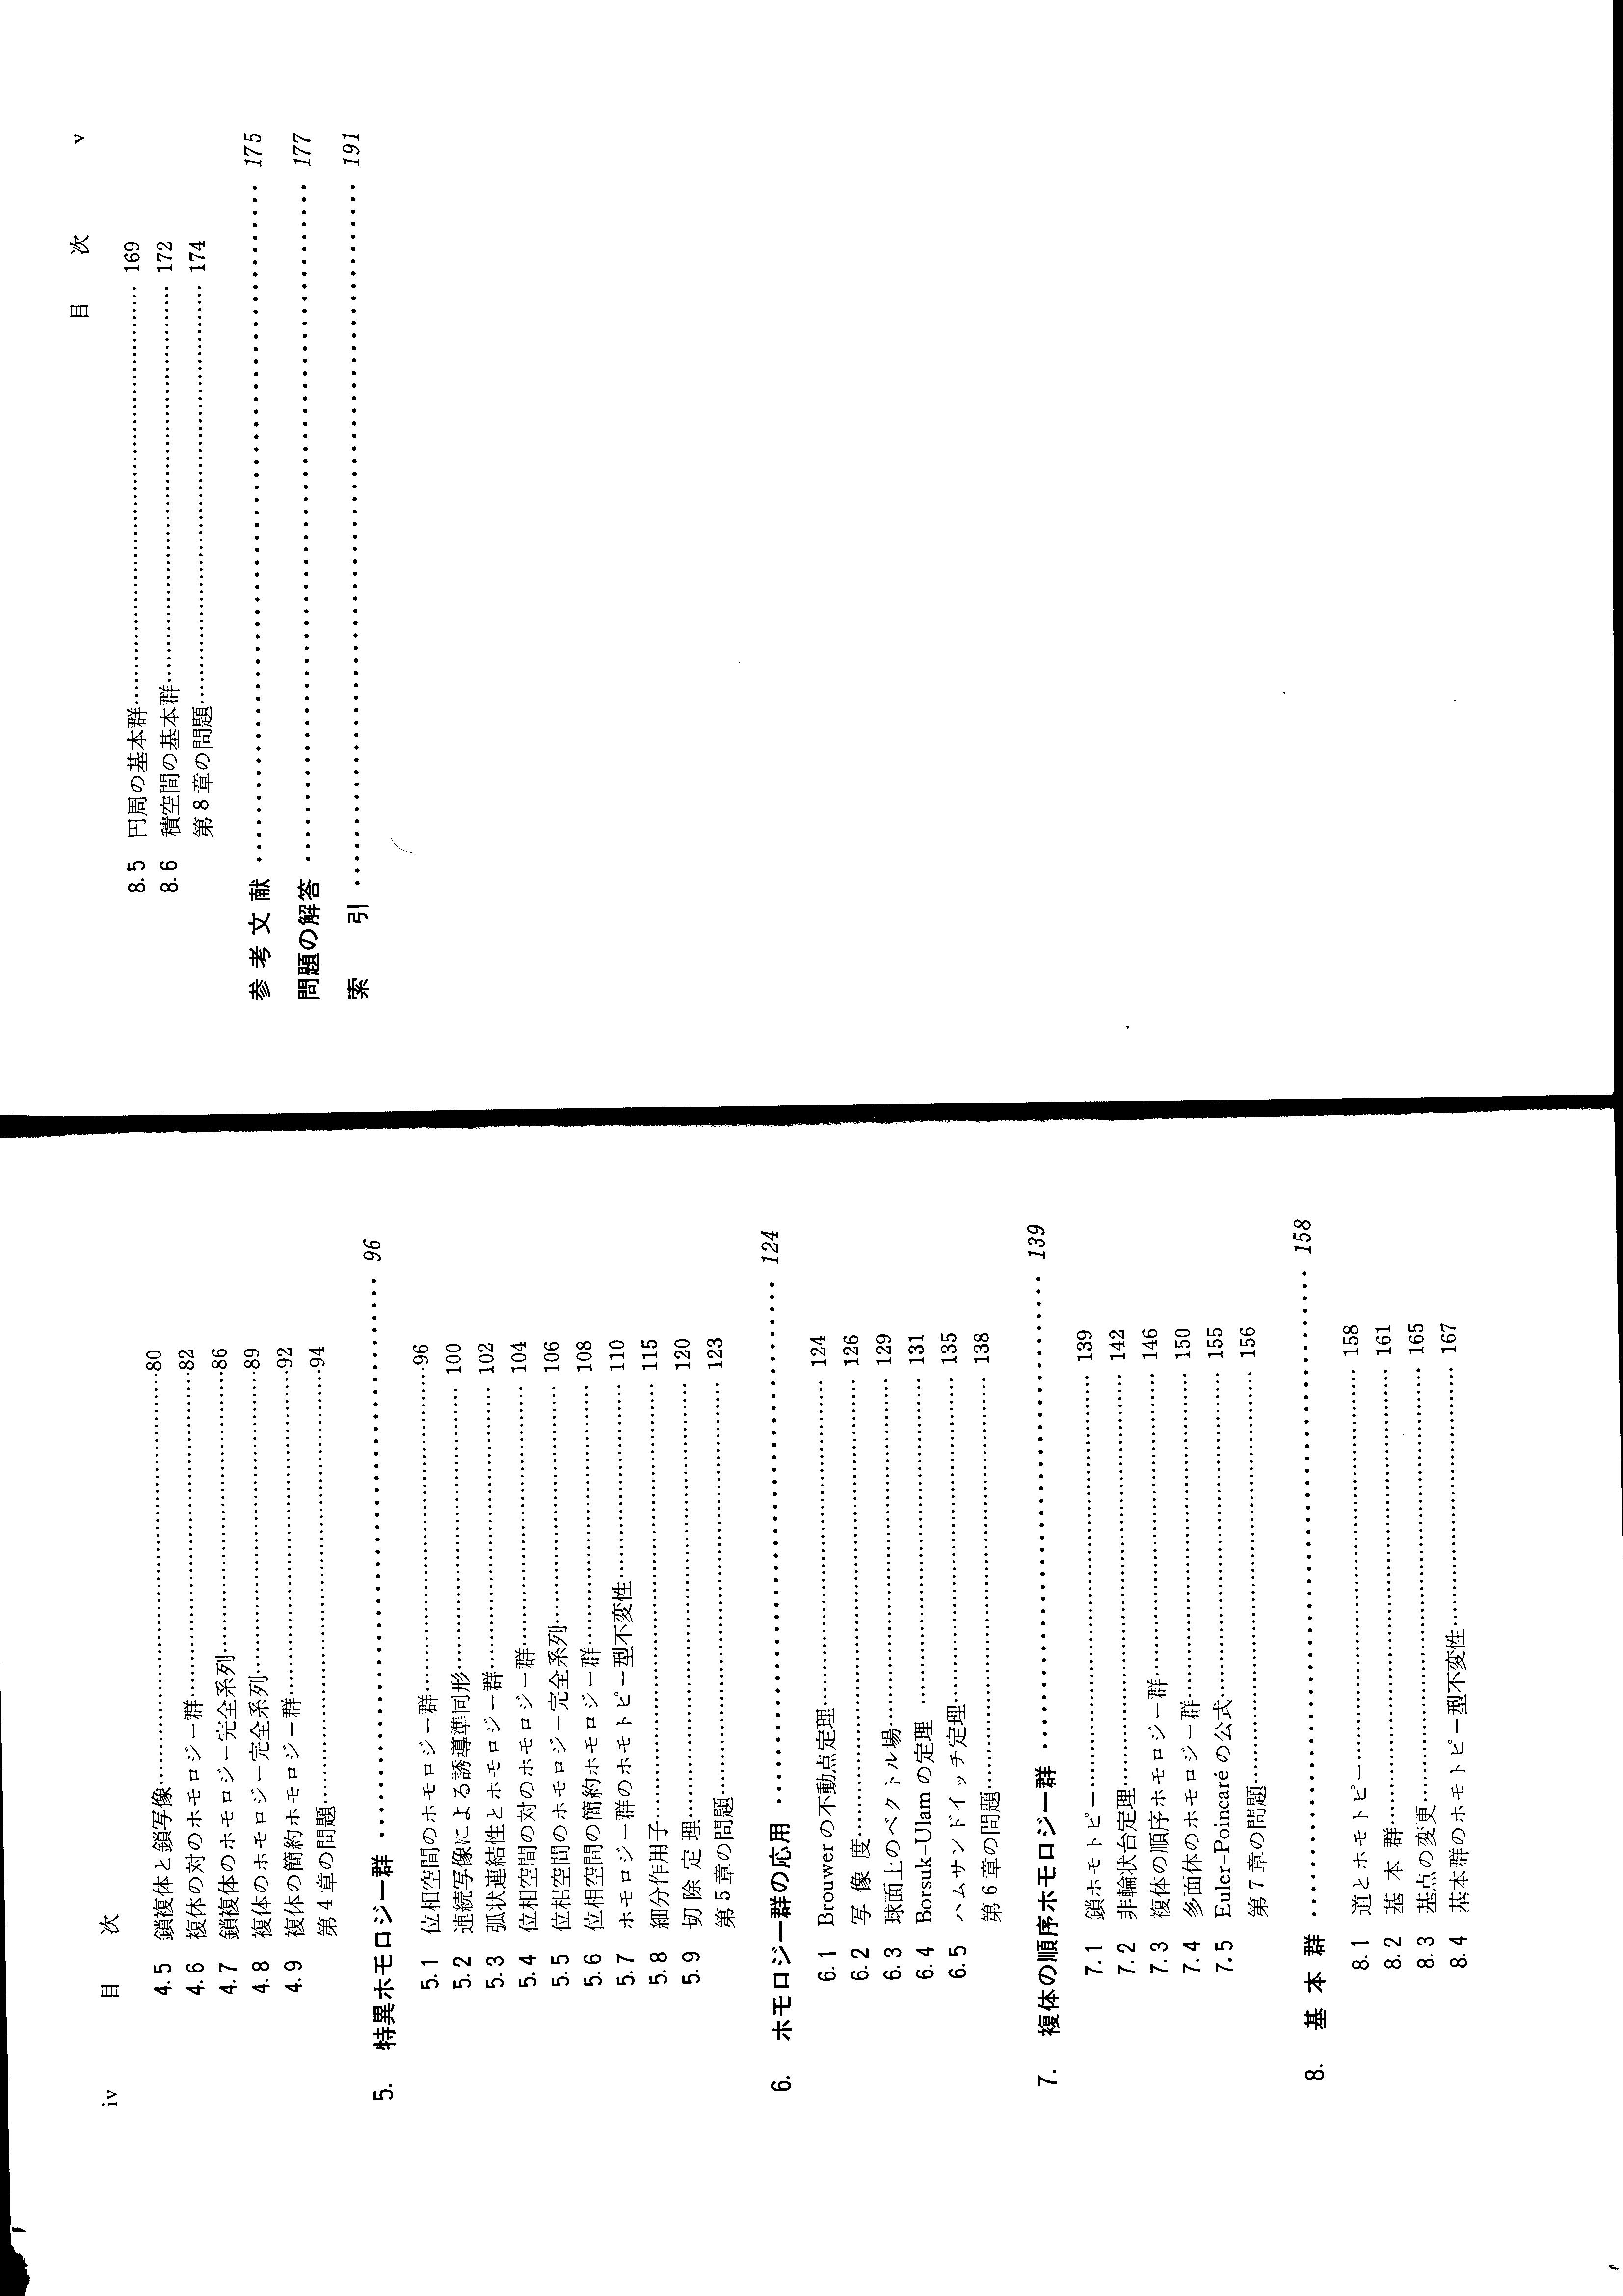 iv 目 次
4.5 鎖複体と鎖写像……80
4.6 複体の対のホモロジー群……82
4.7 鎖複体のホモロジー完全系列……86
4.8 複体のホモロジー完全系列……89
4.9 複体の簡約ホモロジー群……92
第4章の問題……94
5. 特異ホモロジー群……96
5.1 位相空間のホモロジー群……96
5.2 連続写像による誘導準同形……100
5.3 弧状連結性とホモロジー群……102
5.4 位相空間の対のホモロジー群……104
5.5 位相空間のホモロジー完全系列……106
5.6 位相空間の簡約ホモロジー群……108
5.7 ホモロジー群のホモトピー型不変性……110
5.8 細分作用子……115
5.9 切除定理……120
第5章の問題……123
6. ホモロジー群の応用……124
6.1 Brouwer の不動点定理……124
6.2 写像度……126
6.3 球面上のベクトル場……129
6.4 Borsuk-Ulam の定理……131
6.5 ハムサンドイッチ定理……135
第6章の問題……138
7. 複体の順序ホモロジー群……139
7.1 鎖ホモトピー……139
7.2 非輪状台定理……142
7.3 複体の順序ホモロジー群……146
7.4 多面体のホモロジー群……150
7.5 Euler-Poincaré の公式……155
第7章の問題……156
8. 基本群……158
8.1 道とホモトピー……158
8.2 基本群……161
8.3 基点の変更……165
8.4 基本群のホモトピー型不変性……167
目 次 v
8.5 円周の基本群……169
8.6 積空間の基本群……172
第8章の問題……174
参考文献……175
問題の解答……177
索 引……191